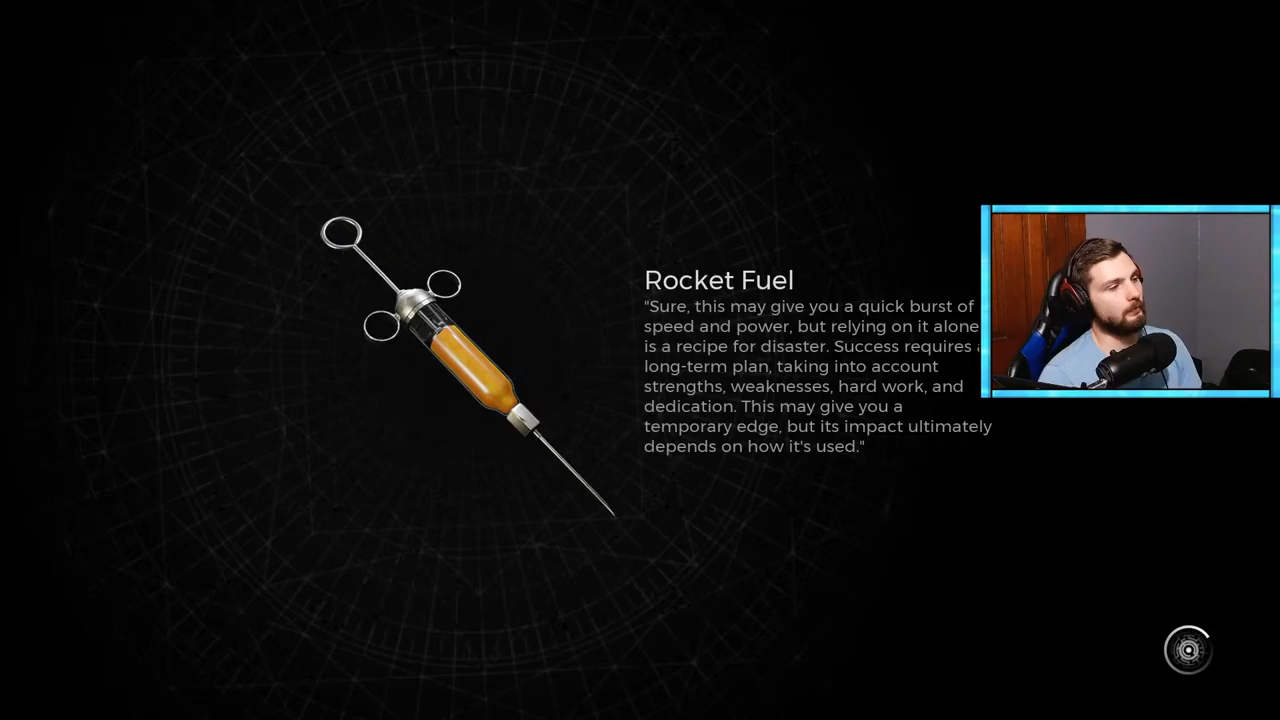 Rocket Fuel
"Sure, this may give you a quick burst of
speed and power, but relying on it alone
is a recipe for disaster. Success requires
long-term plan, taking into account
strengths, weaknesses, hard work, and
dedication. This may give you a
temporary edge, but its impact ultimately
depends on how it's used."